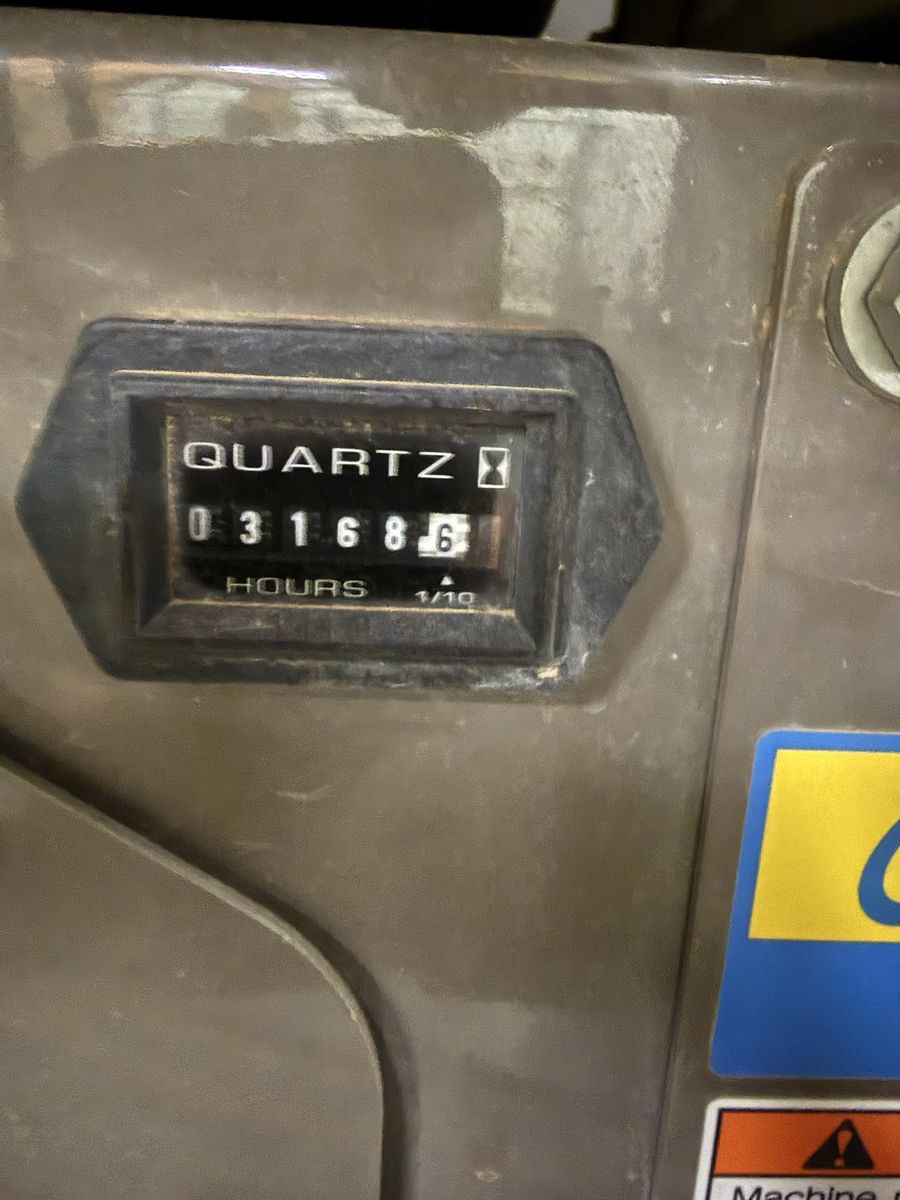 QUARTZ
031686
HOURS 1/10
Machine